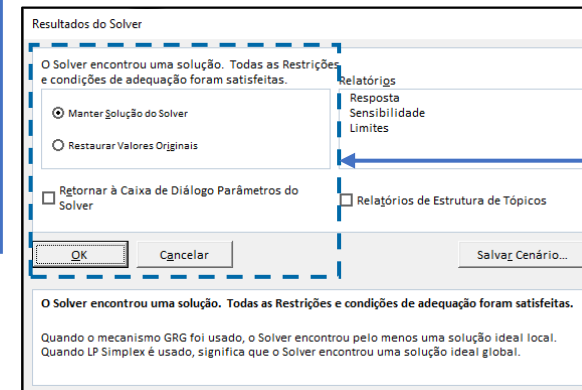 Resultados do Solver
O Solver encontrou uma solução. Todas as Restrições
e condições de adequação foram satisfeitas.
Manter Solução do Solver
Restaurar Valores Originais
Retornar à Caixa de Diálogo Parâmetros do
Solver
OK
Cancelar
Relatórios
Resposta
Sensibilidade
Limites
Relatórios de Estrutura de Tópicos
Salvar Cenário...
O Solver encontrou uma solução. Todas as Restrições e condições de adequação foram satisfeitas.
Quando o mecanismo GRG foi usado, o Solver encontrou pelo menos uma solução ideal local.
Quando LP Simplex é usado, significa que o Solver encontrou uma solução ideal global.